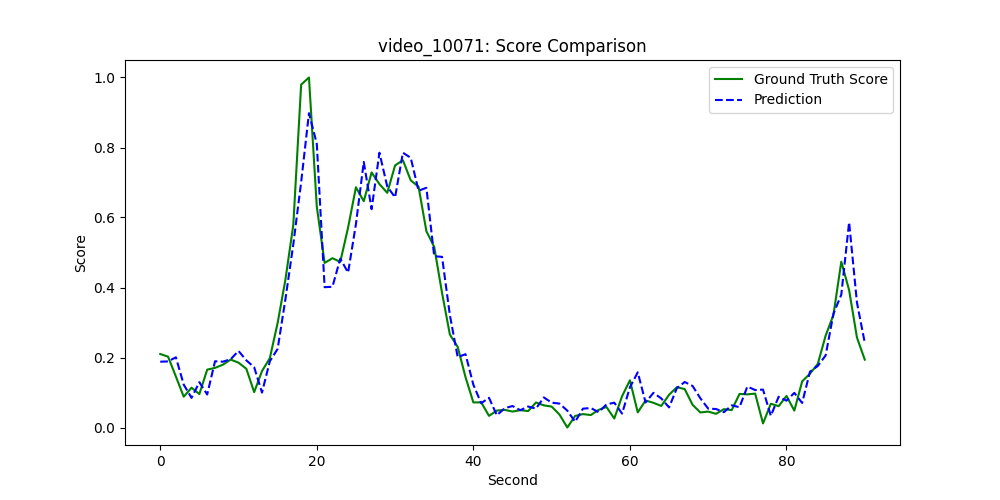 video_10071: Score Comparison
Ground Truth Score
Prediction
Score
1.0
0.8
0.6
0.4
0.2
0.0
0 20 40 60 80
Second